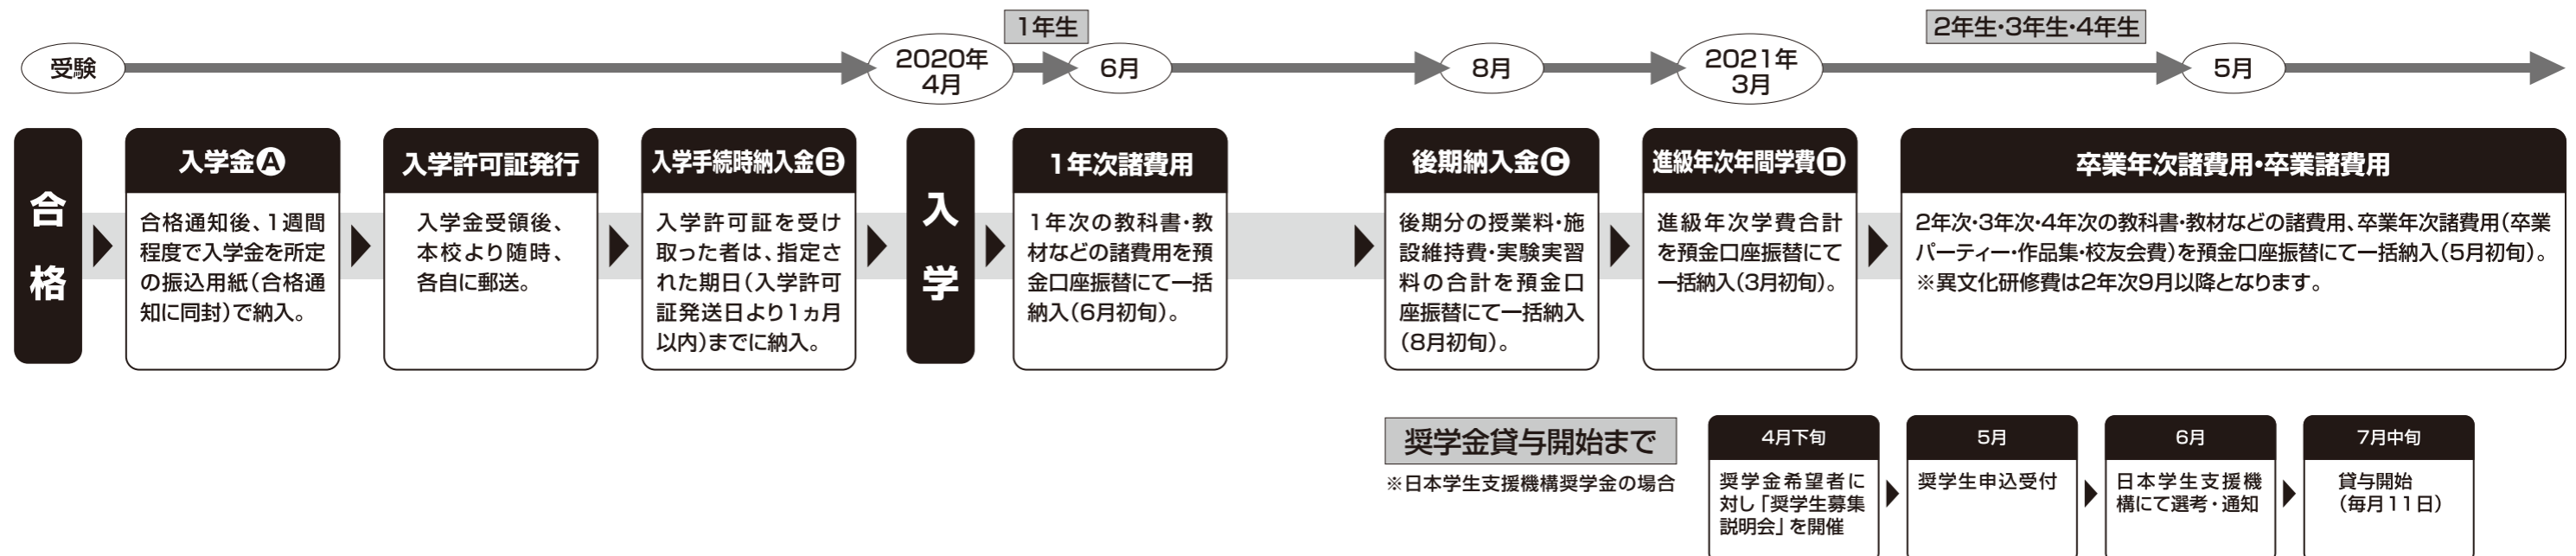 1年生
2年生・3年生・4年生
受験
2020年
4月
6月
8月
2021年
3月
5月
合格
入学金Ⓐ
合格通知後、1週間
程度で入学金を所定
の振込用紙（合格通
知に同封）で納入。
入学許可証発行
入学金受領後、
本校より随時、
各自に郵送。
入学手続時納入金Ⓑ
入学許可証を受け
取った者は、指定さ
れた期日（入学許可
証発送日より1ヵ月
以内）までに納入。
入学
1年次諸費用
1年次の教科書・教
材などの諸費用を預
金口座振替にて一括
納入（6月初旬）。
後期納入金Ⓒ
後期分の授業料・施
設維持費・実験実習
料の合計を預金口
座振替にて一括納入
（8月初旬）。
進級年次年間学費Ⓓ
進級年次学費合計
を預金口座振替にて
一括納入（3月初旬）。
卒業年次諸費用・卒業諸費用
2年次・3年次・4年次の教科書・教材などの諸費用、卒業年次諸費用（卒業
パーティー・作品集・校友会費）を預金口座振替にて一括納入（5月初旬）。
※異文化研修費は2年次9月以降となります。
奨学金貸与開始まで
※日本学生支援機構奨学金の場合
4月下旬
奨学金希望者に
対し「奨学生募集
説明会」を開催
5月
奨学生申込受付
6月
日本学生支援機
構にて選考・通知
7月中旬
貸与開始
（毎月11日）